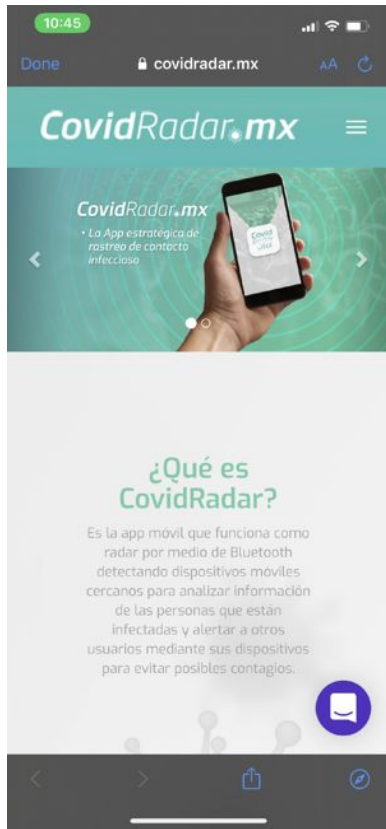 10:45
Done
covidradar.mx
AA
CovidRadar.mx
CovidRadar.mx
• La App estratégica de
rastreo de contacto
infeccioso
¿Qué es
CovidRadar?
Es la app móvil que funciona como
radar por medio de Bluetooth
detectando dispositivos móviles
cercanos para analizar información
de las personas que están
infectadas y alertar a otros
usuarios mediante sus dispositivos
para evitar posibles contagios.